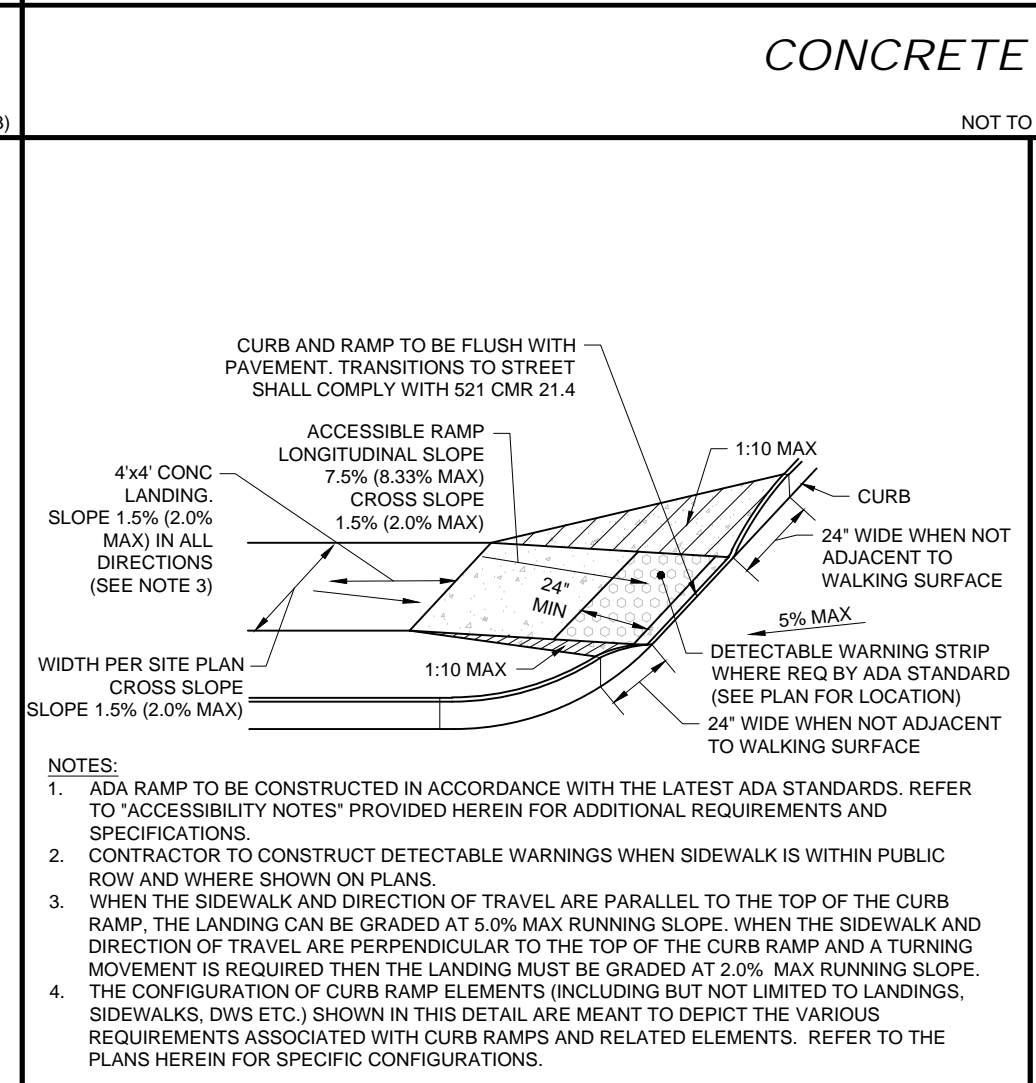 CONCRETE
3)
NOT TO
CURB AND RAMP TO BE FLUSH WITH
PAVEMENT. TRANSITIONS TO STREET
SHALL COMPLY WITH 521 CMR 21.4
ACCESSIBLE RAMP
LONGITUDINAL SLOPE
7.5% (8.33% MAX)
CROSS SLOPE
1.5% (2.0% MAX)
1:10 MAX
4'x4' CONC
LANDING.
SLOPE 1.5% (2.0%
MAX) IN ALL
DIRECTIONS
(SEE NOTE 3)
CURB
24" WIDE WHEN NOT
ADJACENT TO
WALKING SURFACE
24"
MIN
5% MAX
WIDTH PER SITE PLAN
CROSS SLOPE
SLOPE 1.5% (2.0% MAX)
1:10 MAX
DETECTABLE WARNING STRIP
WHERE REQ BY ADA STANDARD
(SEE PLAN FOR LOCATION)
24" WIDE WHEN NOT ADJACENT
TO WALKING SURFACE
NOTES:
1. ADA RAMP TO BE CONSTRUCTED IN ACCORDANCE WITH THE LATEST ADA STANDARDS. REFER
TO "ACCESSIBILITY NOTES" PROVIDED HEREIN FOR ADDITIONAL REQUIREMENTS AND
SPECIFICATIONS.
2. CONTRACTOR TO CONSTRUCT DETECTABLE WARNINGS WHEN SIDEWALK IS WITHIN PUBLIC
ROW AND WHERE SHOWN ON PLANS.
3. WHEN THE SIDEWALK AND DIRECTION OF TRAVEL ARE PARALLEL TO THE TOP OF THE CURB
RAMP, THE LANDING CAN BE GRADED AT 5.0% MAX RUNNING SLOPE. WHEN THE SIDEWALK AND
DIRECTION OF TRAVEL ARE PERPENDICULAR TO THE TOP OF THE CURB RAMP AND A TURNING
MOVEMENT IS REQUIRED THEN THE LANDING MUST BE GRADED AT 2.0% MAX RUNNING SLOPE.
4. THE CONFIGURATION OF CURB RAMP ELEMENTS (INCLUDING BUT NOT LIMITED TO LANDINGS,
SIDEWALKS, DWS ETC.) SHOWN IN THIS DETAIL ARE MEANT TO DEPICT THE VARIOUS
REQUIREMENTS ASSOCIATED WITH CURB RAMPS AND RELATED ELEMENTS. REFER TO THE
PLANS HEREIN FOR SPECIFIC CONFIGURATIONS.